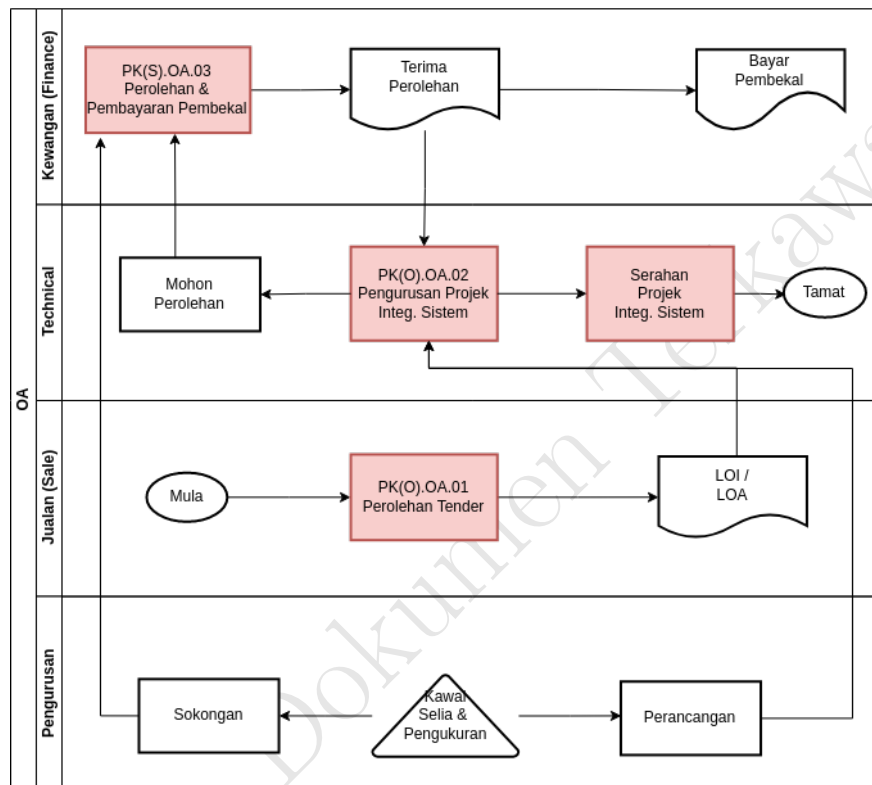 OA
Kewangan (Finance)
PK(S).OA.03
Perolehan &
Pembayaran Pembekal
Terima
Perolehan
Bayar
Pembekal
Technical
Mohon
Perolehan
PK(O).OA.02
Pengurusan Projek
Integ. Sistem
Serahan
Projek
Integ. Sistem
Tamat
Jualan (Sale)
Mula
PK(O).OA.01
Perolehan Tender
LOI /
LOA
Pengurusan
Sokongan
Kawal
Selia &
Pengukuran
Perancangan
Dokumen